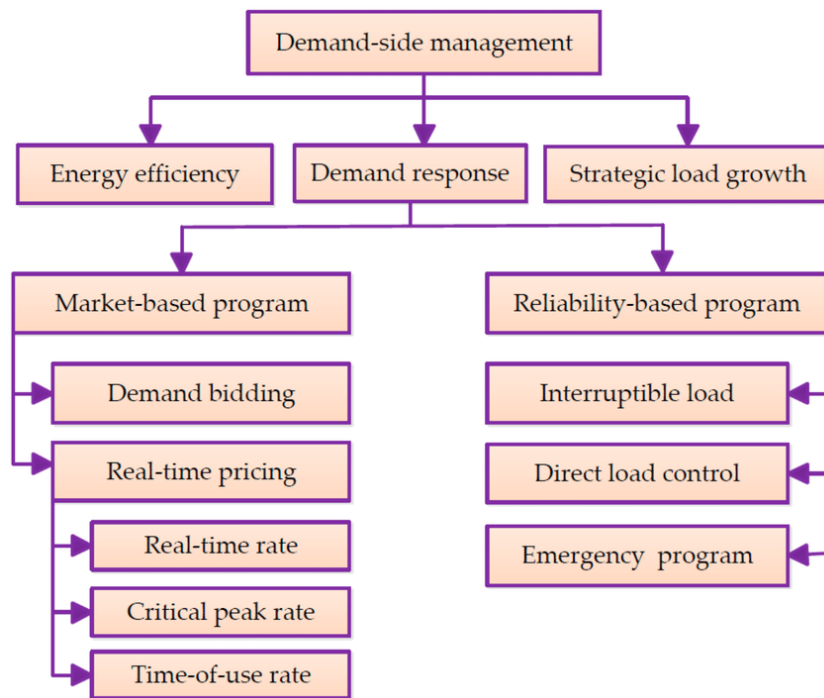 Demand-side management
Energy efficiency
Demand response
Strategic load growth
Market-based program
Reliability-based program
Demand bidding
Interruptible load
Real-time pricing
Direct load control
Real-time rate
Emergency program
Critical peak rate
Time-of-use rate